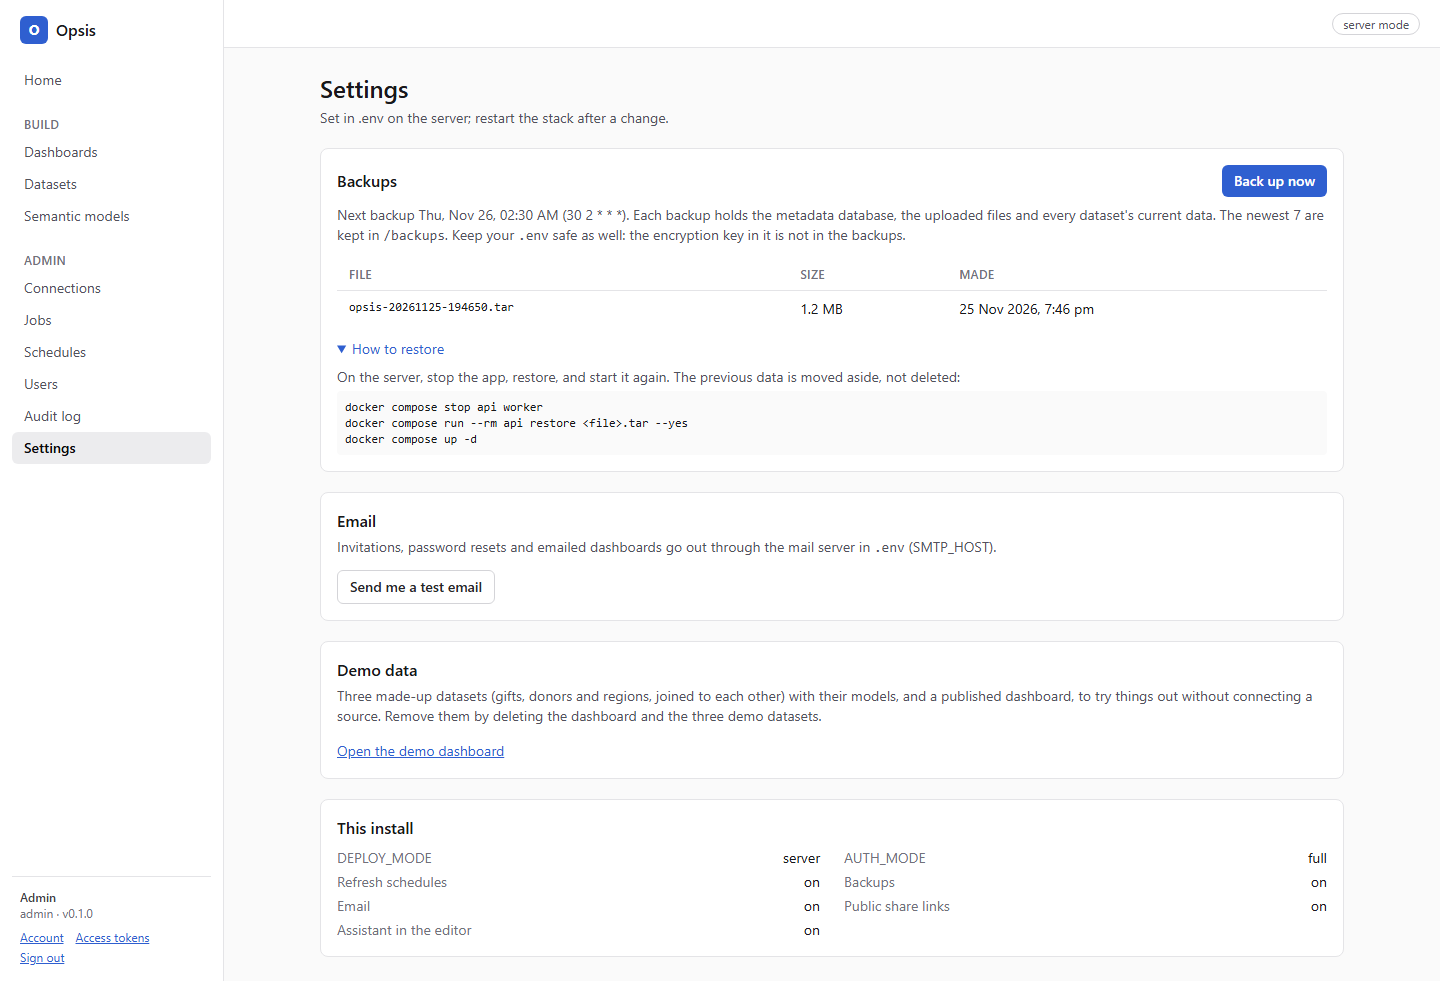 O Opsis
server mode
Home
BUILD
Dashboards
Datasets
Semantic models
ADMIN
Connections
Jobs
Schedules
Users
Audit log
Settings
Admin
admin · v0.1.0
Account Access tokens
Sign out
Settings
Set in .env on the server; restart the stack after a change.
Backups
Back up now
Next backup Thu, Nov 26, 02:30 AM (30 2 * * *). Each backup holds the metadata database, the uploaded files and every dataset's current data. The newest 7 are
kept in /backups. Keep your .env safe as well: the encryption key in it is not in the backups.
FILE SIZE MADE
opsis-20261125-194650.tar 1.2 MB 25 Nov 2026, 7:46 pm
▼ How to restore
On the server, stop the app, restore, and start it again. The previous data is moved aside, not deleted:
docker compose stop api worker
docker compose run --rm api restore <file>.tar --yes
docker compose up -d
Email
Invitations, password resets and emailed dashboards go out through the mail server in .env (SMTP_HOST).
Send me a test email
Demo data
Three made-up datasets (gifts, donors and regions, joined to each other) with their models, and a published dashboard, to try things out without connecting a
source. Remove them by deleting the dashboard and the three demo datasets.
Open the demo dashboard
This install
DEPLOY_MODE server AUTH_MODE full
Refresh schedules on Backups on
Email on Public share links on
Assistant in the editor on